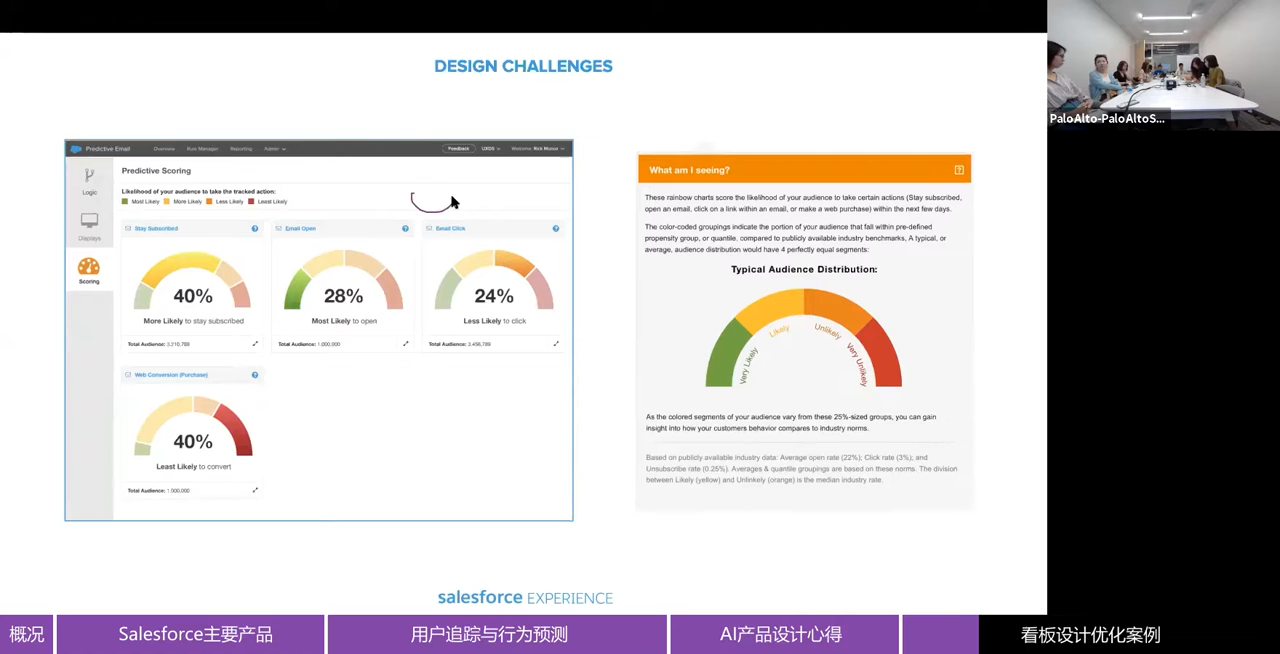 DESIGN CHALLENGES
PaloAlto-PaloAltoS...
Predictive Email
Overview
Run Manager
Reporting
Admin
Feedback
UXDS
Welcome: Rick Munoz
Logic
Displays
Scoring
Predictive Scoring
Likelihood of your audience to take the tracked action:
Most Likely
More Likely
Less Likely
Least Likely
Stay Subscribed
40%
More Likely to stay subscribed
Total Audience: 3,216,789
Email Open
28%
Most Likely to open
Total Audience: 1,000,000
Email Click
24%
Less Likely to click
Total Audience: 3,456,789
Web Conversion (Purchase)
40%
Least Likely to convert
Total Audience: 1,000,000
What am I seeing?
These rainbow charts score the likelihood of your audience to take certain actions (Stay subscribed,
open an email, click on a link within an email, or make a web purchase) within the next few days.
The color-coded groupings indicate the portion of your audience that fall within pre-defined
propensity group, or quantile, compared to publicly available industry benchmarks, A typical, or
average, audience distribution would have 4 perfectly equal segments:
Typical Audience Distribution:
Very Likely
Likely
Unlikely
Very Unlikely
As the colored segments of your audience vary from these 25%-sized groups, you can gain
insight into how your customers behavior compares to industry norms.
Based on publicly available industry data: Average open rate (22%); Click rate (3%); and
Unsubscribe rate (0.25%). Averages & quantile groupings are based on these norms. The division
between Likely (yellow) and Unlinkely (orange) is the median industry rate.
salesforce EXPERIENCE
概况
Salesforce主要产品
用户追踪与行为预测
AI产品设计心得
看板设计优化案例